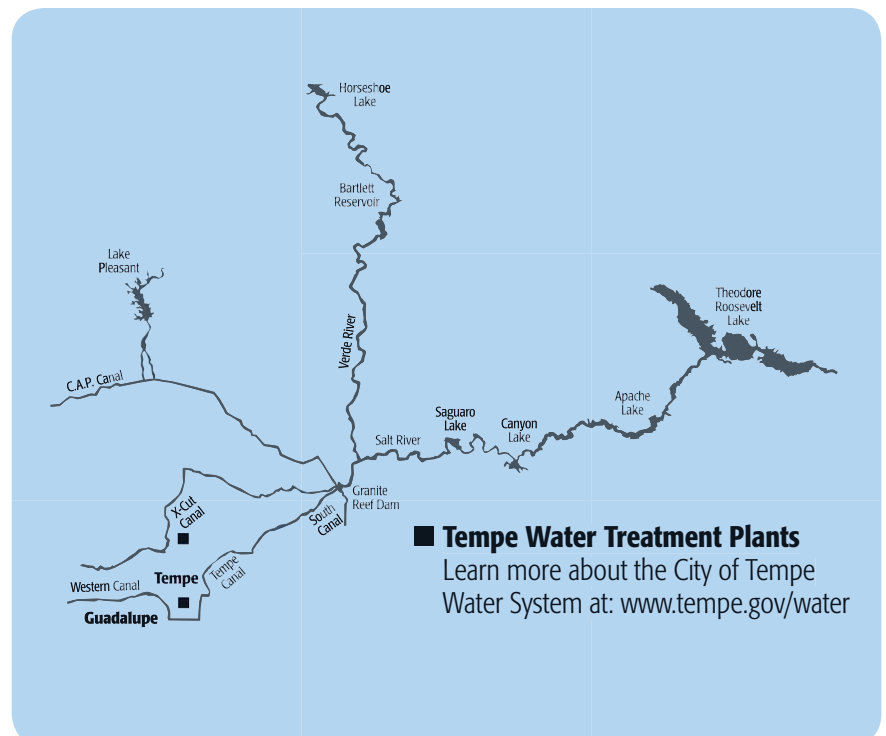 Horseshoe
Lake
Bartlett
Reservoir
Lake
Pleasant
Theodore
Roosevelt
Lake
Verde River
C.A.P. Canal
Apache
Lake
Saguaro
Lake
Canyon
Lake
Salt River
Granite
Reef Dam
South
Canal
X-Cut
Canal
Tempe Water Treatment Plants
Learn more about the City of Tempe
Water System at: www.tempe.gov/water
Tempe
Canal
Western Canal
Tempe
Guadalupe